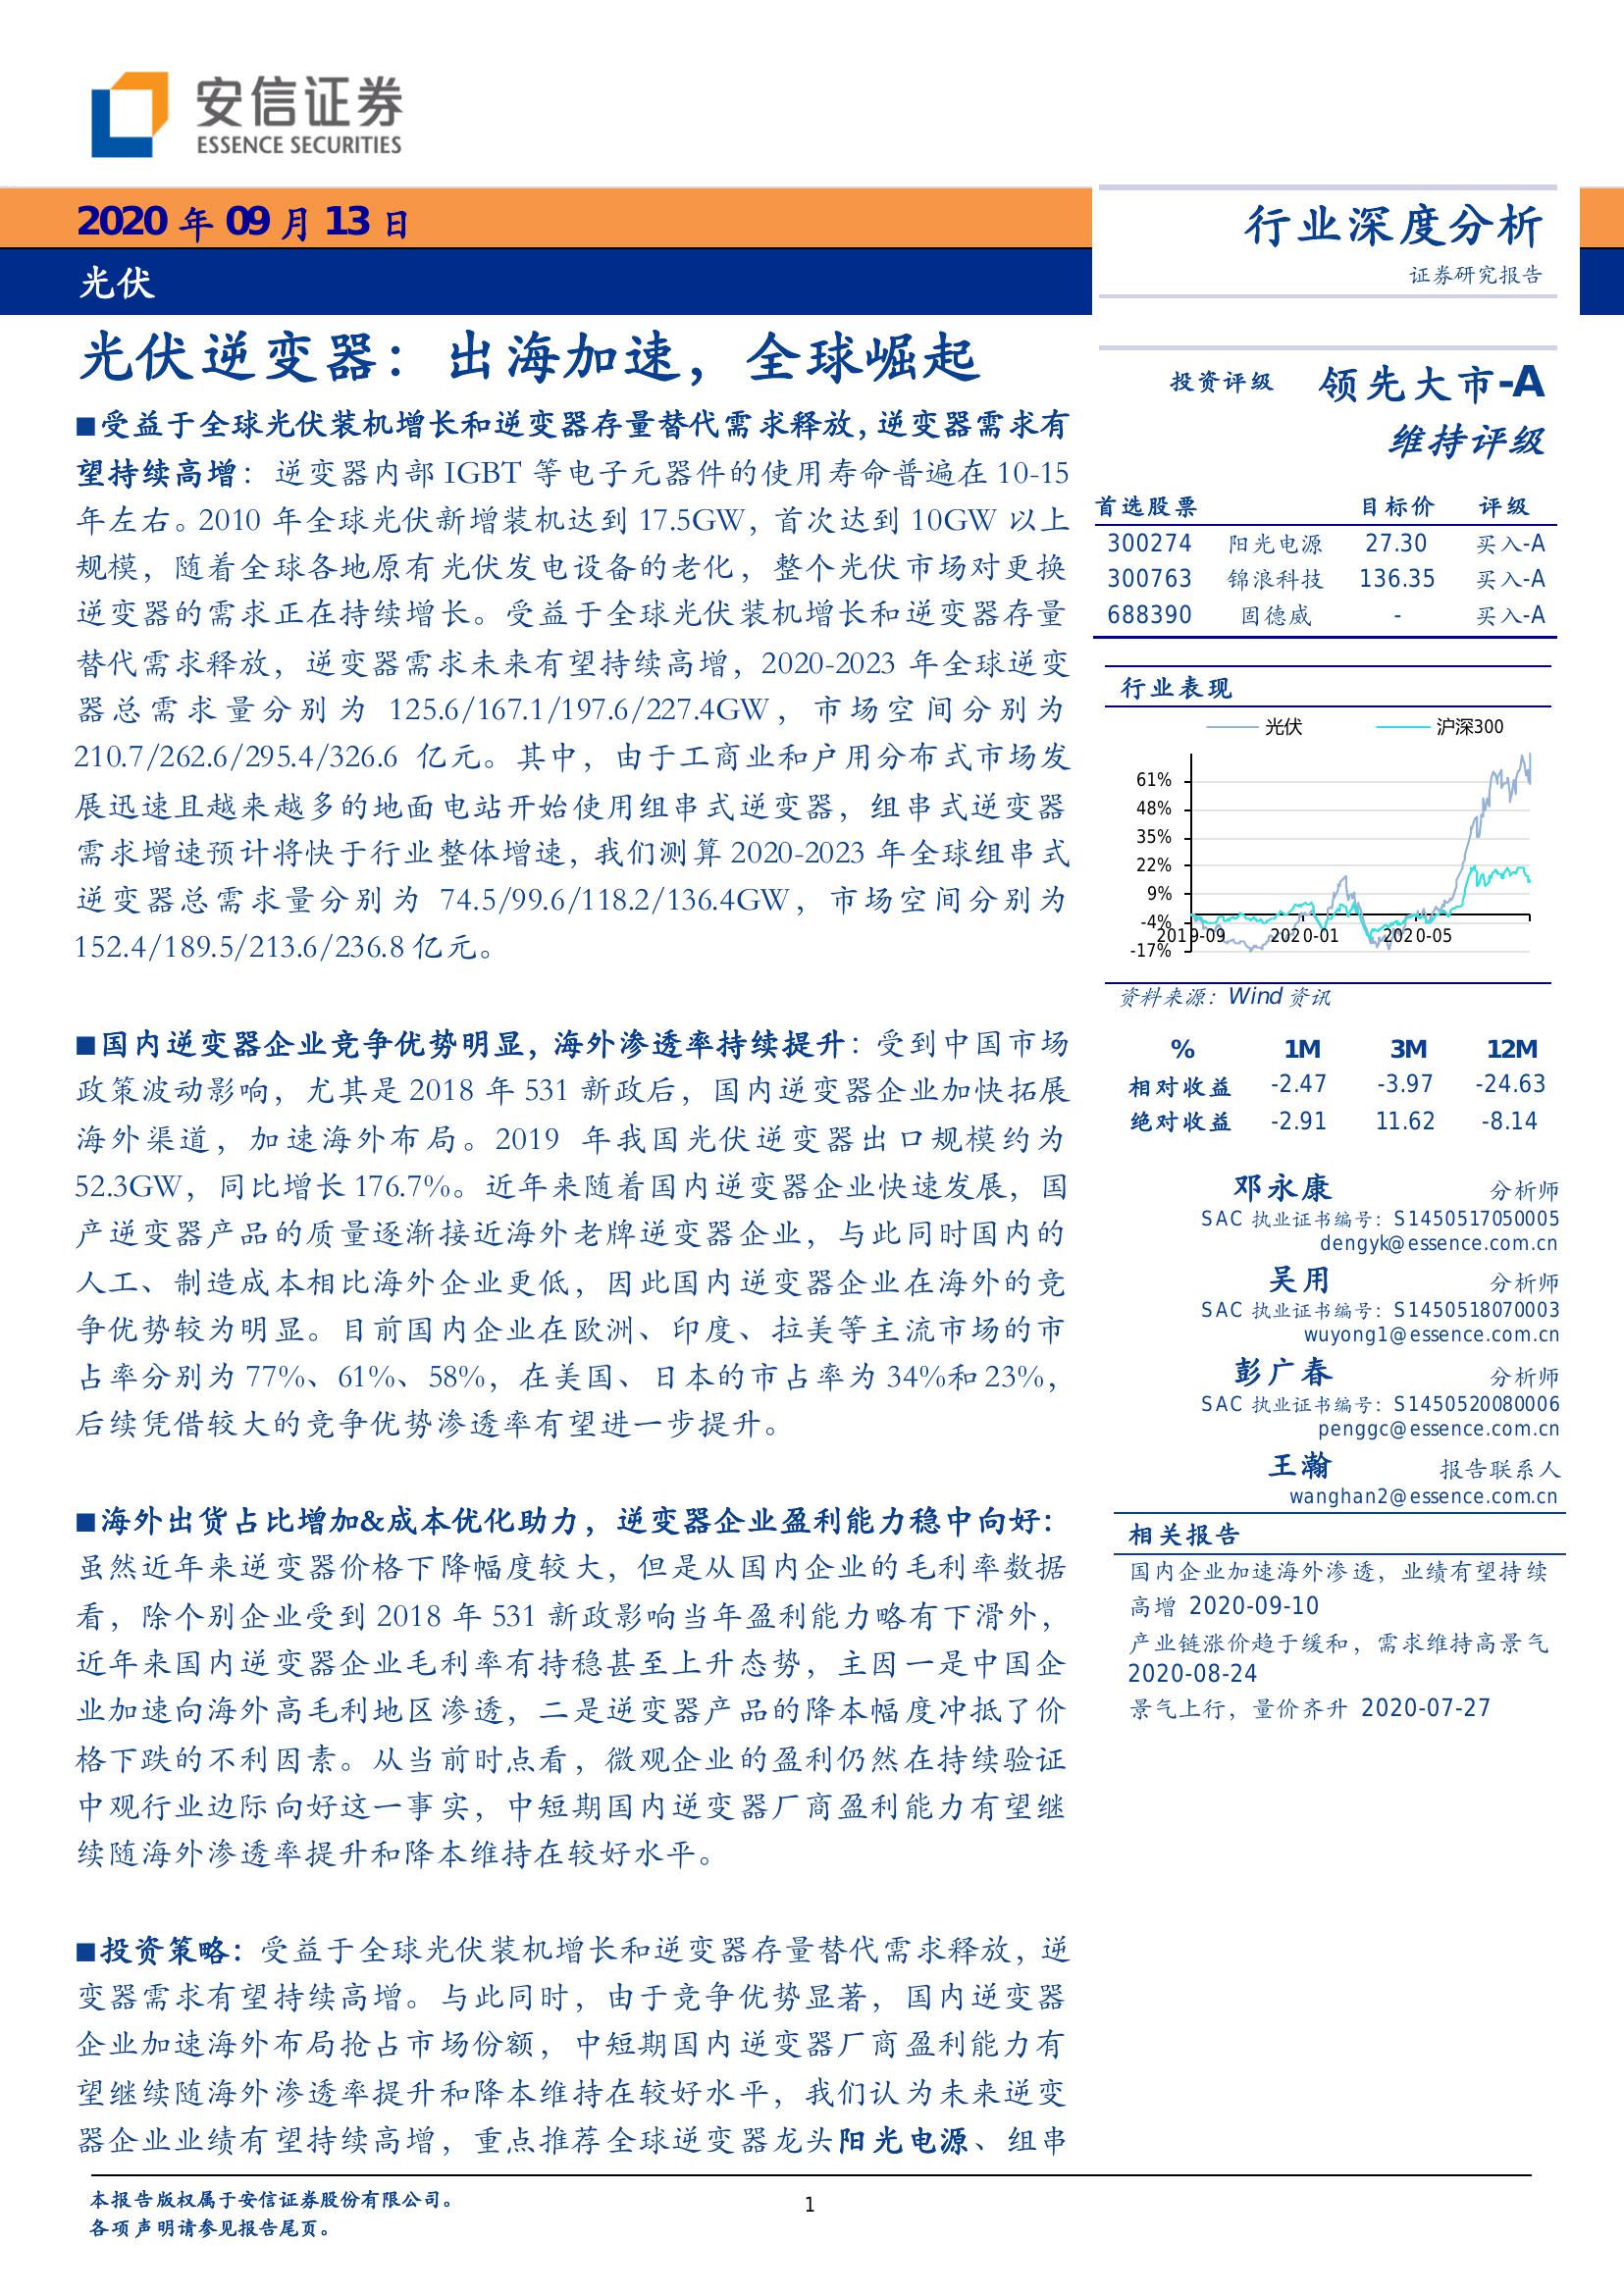 安信证券
ESSENCE SECURITIES
2020 年 09 月 13 日
光伏
光伏逆变器：出海加速，全球崛起
■受益于全球光伏装机增长和逆变器存量替代需求释放，逆变器需求有
望持续高增：逆变器内部 IGBT 等电子元器件的使用寿命普遍在 10-15
年左右。2010 年全球光伏新增装机达到 17.5GW，首次达到 10GW 以上
规模，随着全球各地原有光伏发电设备的老化，整个光伏市场对更换
逆变器的需求正在持续增长。受益于全球光伏装机增长和逆变器存量
替代需求释放，逆变器需求未来有望持续高增，2020-2023 年全球逆变
器总需求量分别为 125.6/167.1/197.6/227.4GW，市场空间分别为
210.7/262.6/295.4/326.6 亿元。其中，由于工商业和户用分布式市场发
展迅速且越来越多的地面电站开始使用组串式逆变器，组串式逆变器
需求增速预计将快于行业整体增速，我们测算 2020-2023 年全球组串式
逆变器总需求量分别为 74.5/99.6/118.2/136.4GW，市场空间分别为
152.4/189.5/213.6/236.8 亿元。
■国内逆变器企业竞争优势明显，海外渗透率持续提升：受到中国市场
政策波动影响，尤其是 2018 年 531 新政后，国内逆变器企业加快拓展
海外渠道，加速海外布局。2019 年我国光伏逆变器出口规模约为
52.3GW，同比增长 176.7%。近年来随着国内逆变器企业快速发展，国
产逆变器产品的质量逐渐接近海外老牌逆变器企业，与此同时国内的
人工、制造成本相比海外企业更低，因此国内逆变器企业在海外的竞
争优势较为明显。目前国内企业在欧洲、印度、拉美等主流市场的市
占率分别为 77%、61%、58%，在美国、日本的市占率为 34%和 23%，
后续凭借较大的竞争优势渗透率有望进一步提升。
■海外出货占比增加&成本优化助力，逆变器企业盈利能力稳中向好：
虽然近年来逆变器价格下降幅度较大，但是从国内企业的毛利率数据
看，除个别企业受到 2018 年 531 新政影响当年盈利能力略有下滑外，
近年来国内逆变器企业毛利率有持稳甚至上升态势，主因一是中国企
业加速向海外高毛利地区渗透，二是逆变器产品的降本幅度冲抵了价
格下跌的不利因素。从当前时点看，微观企业的盈利仍然在持续验证
中观行业边际向好这一事实，中短期国内逆变器厂商盈利能力有望继
续随海外渗透率提升和降本维持在较好水平。
■投资策略：受益于全球光伏装机增长和逆变器存量替代需求释放，逆
变器需求有望持续高增。与此同时，由于竞争优势显著，国内逆变器
企业加速海外布局抢占市场份额，中短期国内逆变器厂商盈利能力有
望继续随海外渗透率提升和降本维持在较好水平，我们认为未来逆变
器企业业绩有望持续高增，重点推荐全球逆变器龙头阳光电源、组串
行业深度分析
证券研究报告
投资评级 领先大市-A
维持评级
首选股票 目标价 评级
300274 阳光电源 27.30 买入-A
300763 锦浪科技 136.35 买入-A
688390 固德威 - 买入-A
行业表现
光伏 沪深300
61%
48%
35%
22%
9%
-4%
-17%
2019-09 2020-01 2020-05
资料来源：Wind 资讯
% 1M 3M 12M
相对收益 -2.47 -3.97 -24.63
绝对收益 -2.91 11.62 -8.14
邓永康 分析师
SAC 执业证书编号：S1450517050005
dengyk@essence.com.cn
吴用 分析师
SAC 执业证书编号：S1450518070003
wuyong1@essence.com.cn
彭广春 分析师
SAC 执业证书编号：S1450520080006
penggc@essence.com.cn
王瀚 报告联系人
wanghan2@essence.com.cn
相关报告
国内企业加速海外渗透，业绩有望持续
高增 2020-09-10
产业链涨价趋于缓和，需求维持高景气
2020-08-24
景气上行，量价齐升 2020-07-27
本报告版权属于安信证券股份有限公司。
各项声明请参见报告尾页。
1